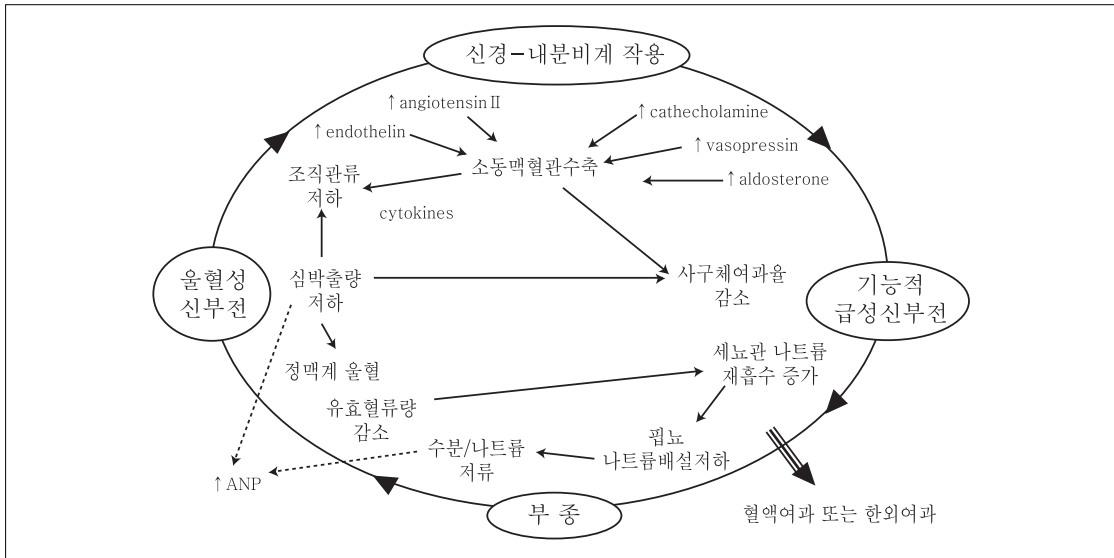 신경-내분비계 작용
↑angiotensin II
↑cathecholamine
↑endothelin
↑vasopressin
조직관류
저하
소동맥혈관수축
↑aldosterone
cytokines
울혈성
신부전
심박출량
저하
사구체여과율
감소
기능적
급성신부전
정맥계 울혈
세뇨관 나트륨
재흡수 증가
유효혈류량
감소
수분/나트륨
저류
핍뇨
나트륨배설저하
↑ANP
부 종
혈액여과 또는 한외여과